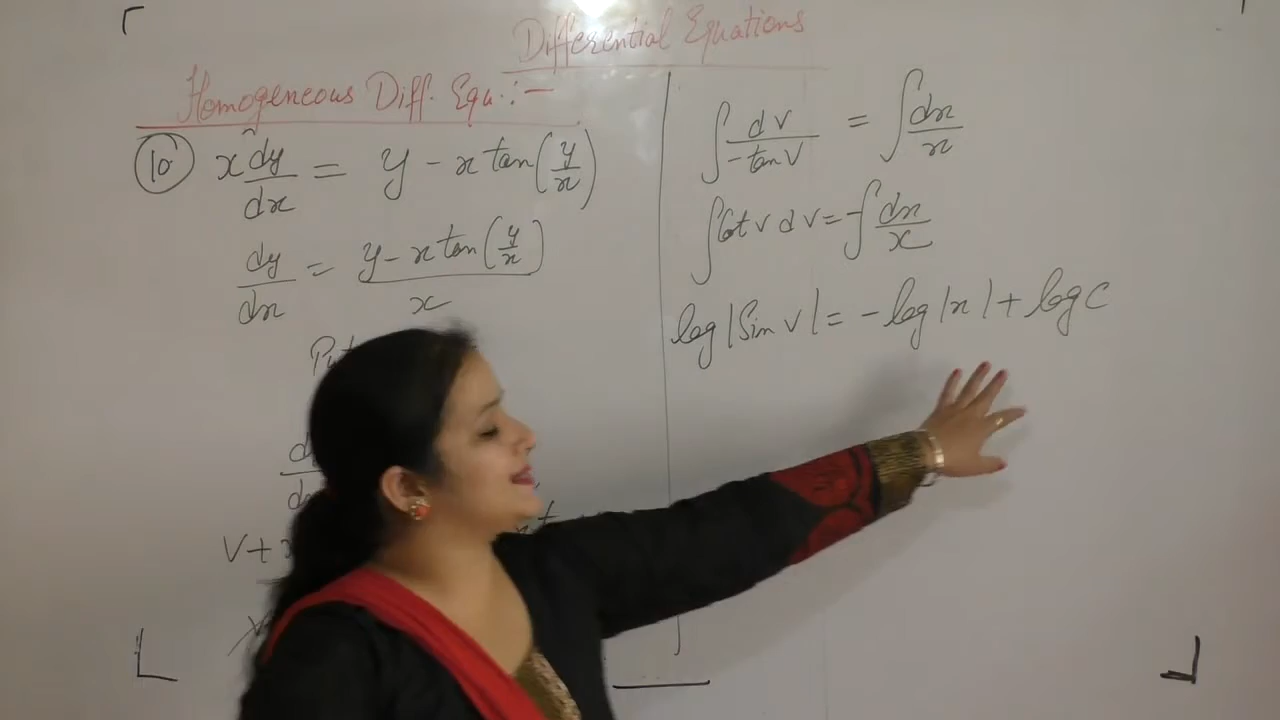 Differential Equations
Homogeneous Diff. Equ.:-
10 x dy/dx = y - x tan(y/x)
dy/dx = (y - x tan(y/x))/x
Put
V +
∫ dv/(-tan v) = ∫ dx/x
∫ Cot v dv = -∫ dx/x
log |Sin v| = -log |x| + log C